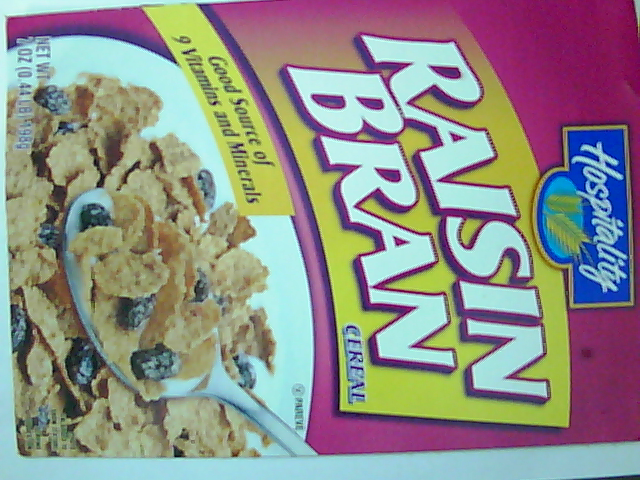 Hospitality
RAISIN
BRAN
CEREAL
Good Source of
9 Vitamins and Minerals
PAREVE
NET WT
7 OZ (0.44 LB) 198g